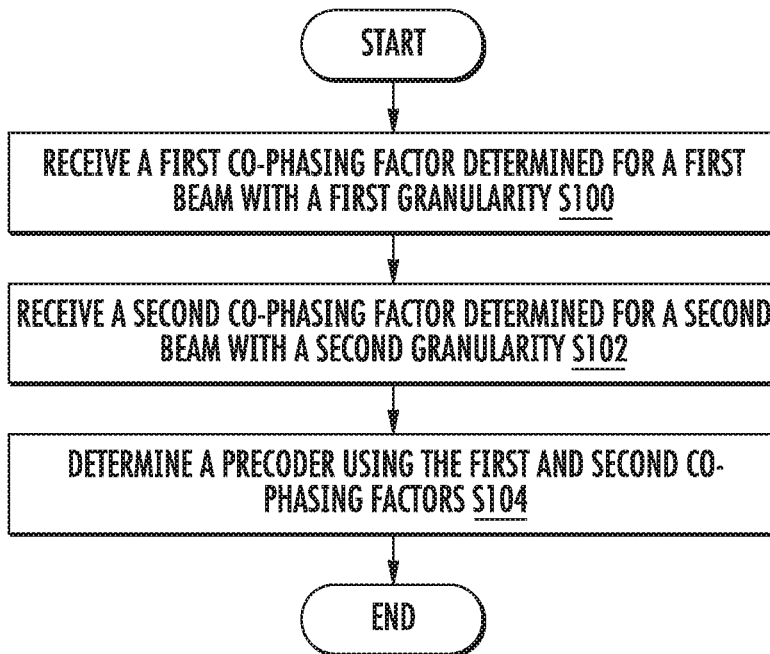 START
RECEIVE A FIRST CO-PHASING FACTOR DETERMINED FOR A FIRST
BEAM WITH A FIRST GRANULARITY S100
RECEIVE A SECOND CO-PHASING FACTOR DETERMINED FOR A SECOND
BEAM WITH A SECOND GRANULARITY S102
DETERMINE A PRECODER USING THE FIRST AND SECOND CO-
PHASING FACTORS S104
END